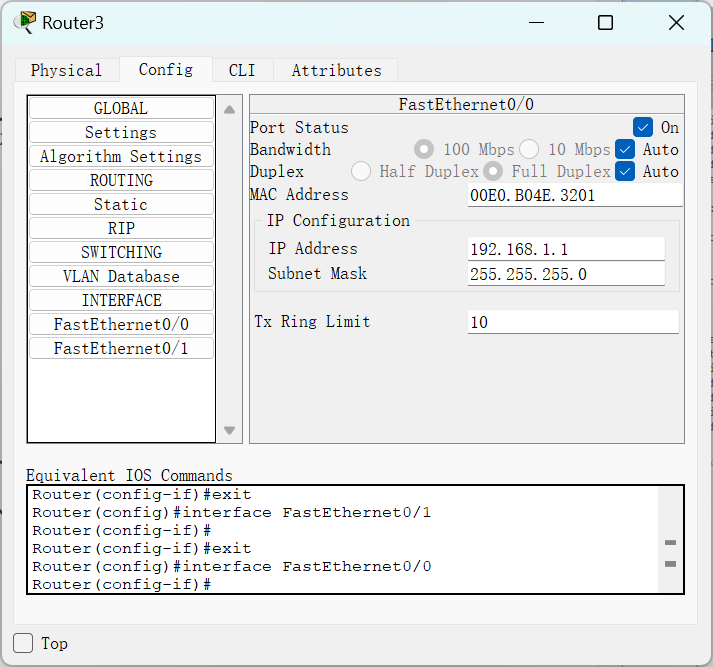 Router3
Physical Config CLI Attributes
GLOBAL
Settings
Algorithm Settings
ROUTING
Static
RIP
SWITCHING
VLAN Database
INTERFACE
FastEthernet0/0
FastEthernet0/1
FastEthernet0/0
Port Status On
Bandwidth 100 Mbps 10 Mbps Auto
Duplex Half Duplex Full Duplex Auto
MAC Address 00E0.B04E.3201
IP Configuration
IP Address 192.168.1.1
Subnet Mask 255.255.255.0
Tx Ring Limit 10
Equivalent IOS Commands
Router(config-if)#exit
Router(config)#interface FastEthernet0/1
Router(config-if)#
Router(config-if)#exit
Router(config)#interface FastEthernet0/0
Router(config-if)#
Top